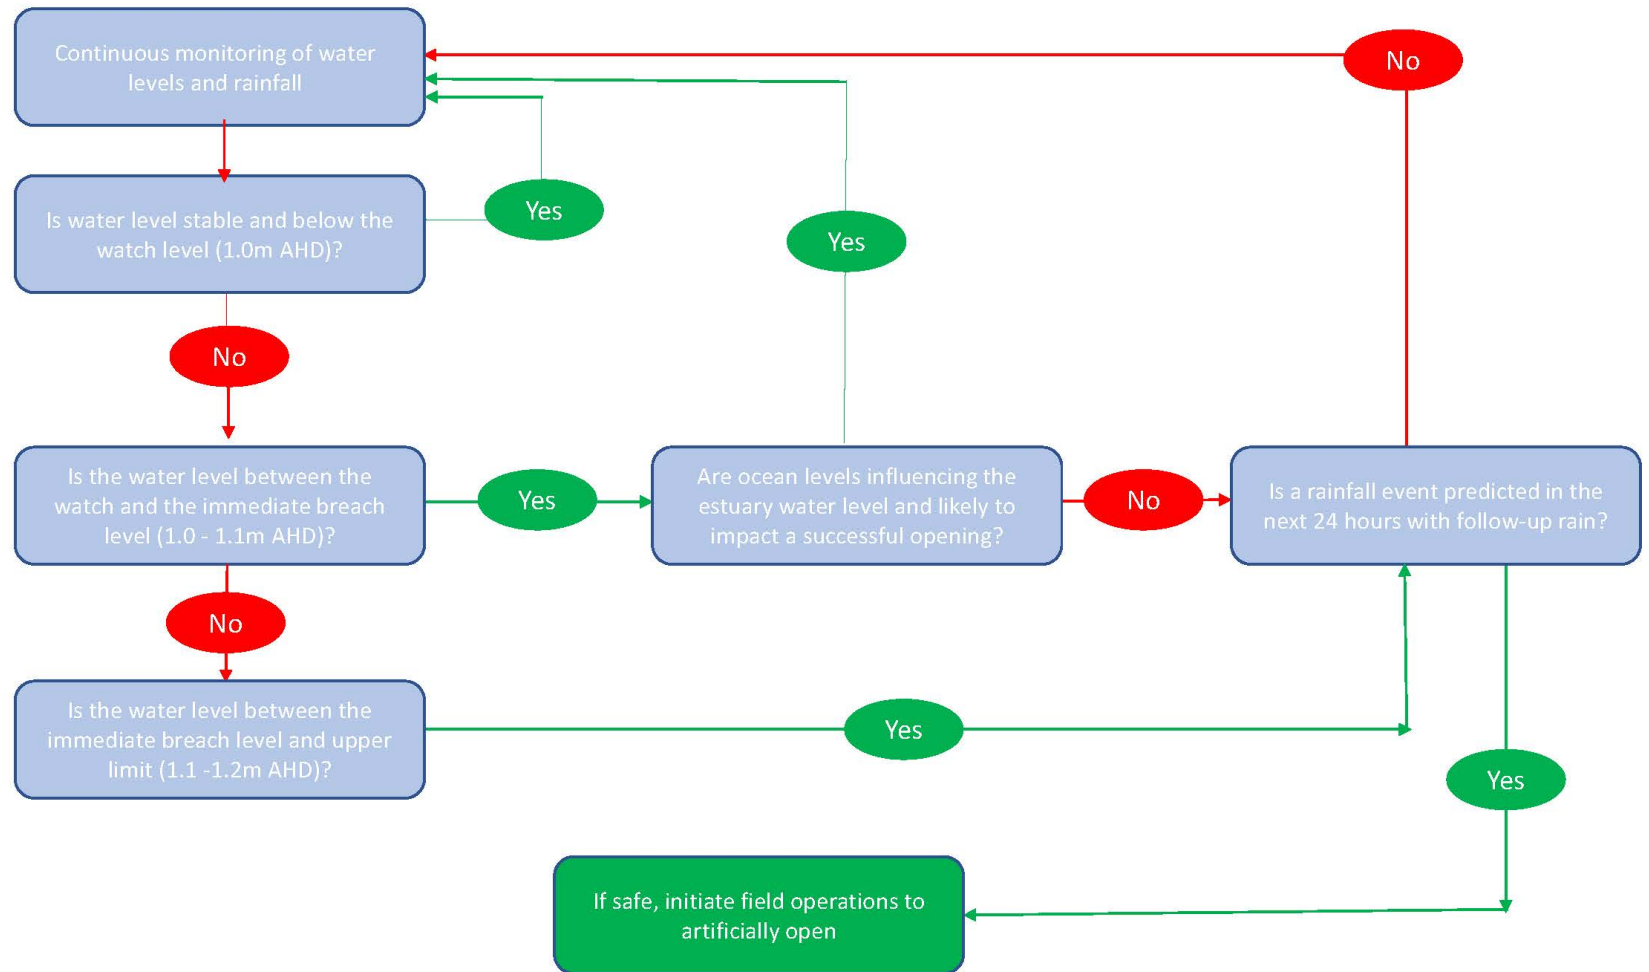 Continuous monitoring of water
levels and rainfall
No
Is water level stable and below the
watch level (1.0m AHD)?
Yes
Yes
No
Is the water level between the
watch and the immediate breach
level (1.0 - 1.1m AHD)?
Yes
Are ocean levels influencing the
estuary water level and likely to
impact a successful opening?
No
Is a rainfall event predicted in the
next 24 hours with follow-up rain?
No
Is the water level between the
immediate breach level and upper
limit (1.1 -1.2m AHD)?
Yes
Yes
If safe, initiate field operations to
artificially open